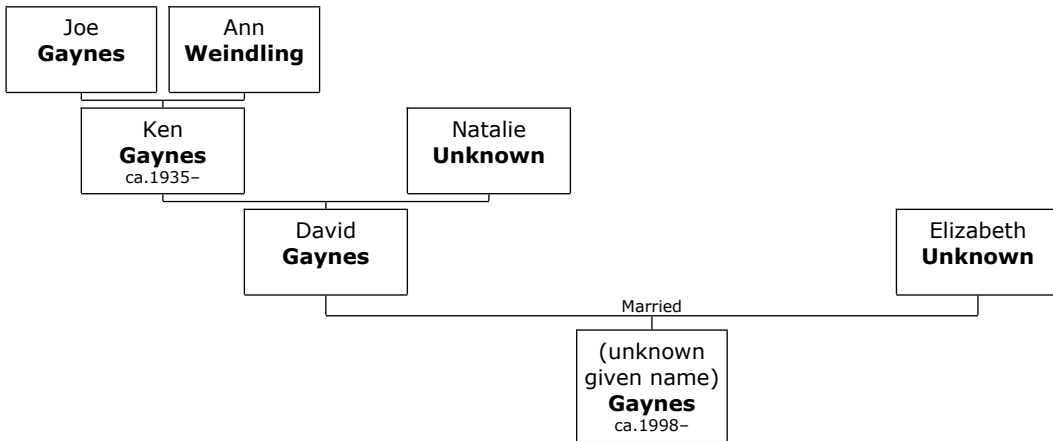 Joe
Gaynes
Ann
Weindling
Ken
Gaynes
ca.1935–
Natalie
Unknown
David
Gaynes
Elizabeth
Unknown
Married
(unknown
given name)
Gaynes
ca.1998–